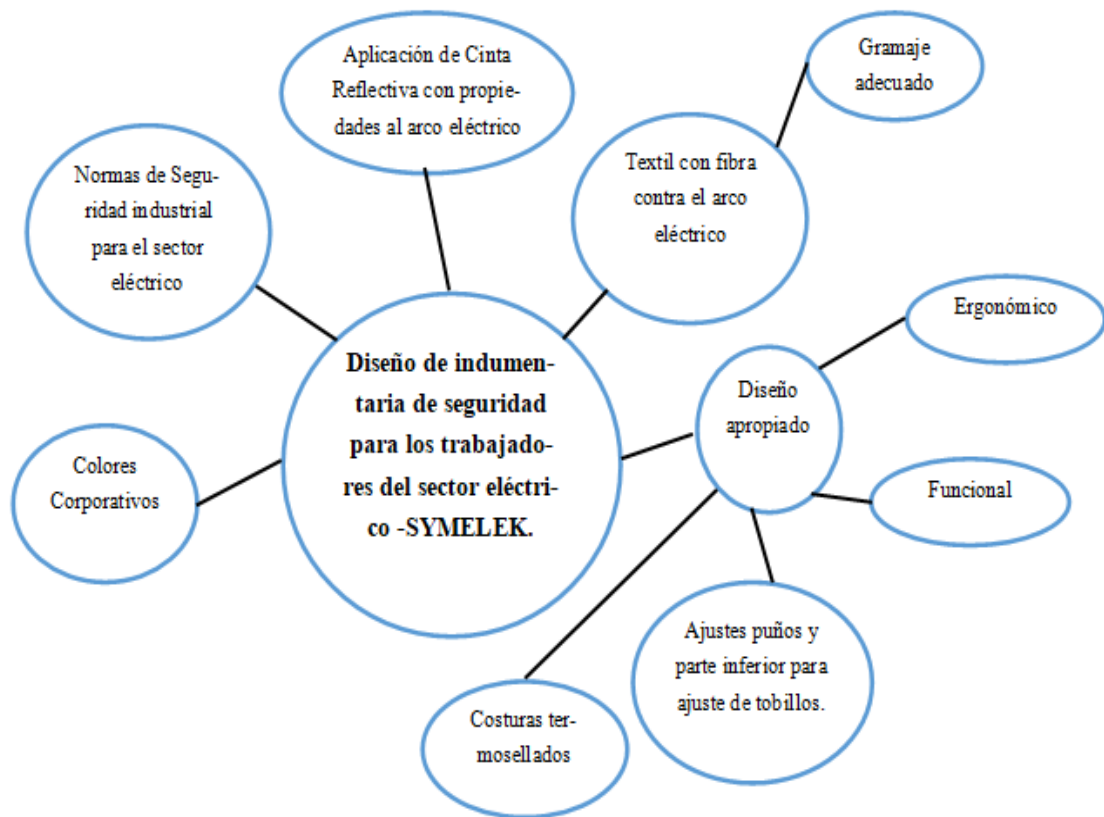 Aplicación de Cinta
Reflectiva con propie-
dades al arco eléctrico
Gramaje
adecuado
Normas de Segu-
ridad industrial
para el sector
eléctrico
Textil con fibra
contra el arco
eléctrico
Ergonómico
Diseño de indumen-
taria de seguridad
para los trabajado-
res del sector eléctri-
co -SYMELEK.
Diseño
apropiado
Colores
Corporativos
Funcional
Ajustes puños y
parte inferior para
ajuste de tobillos.
Costuras ter-
mosellados